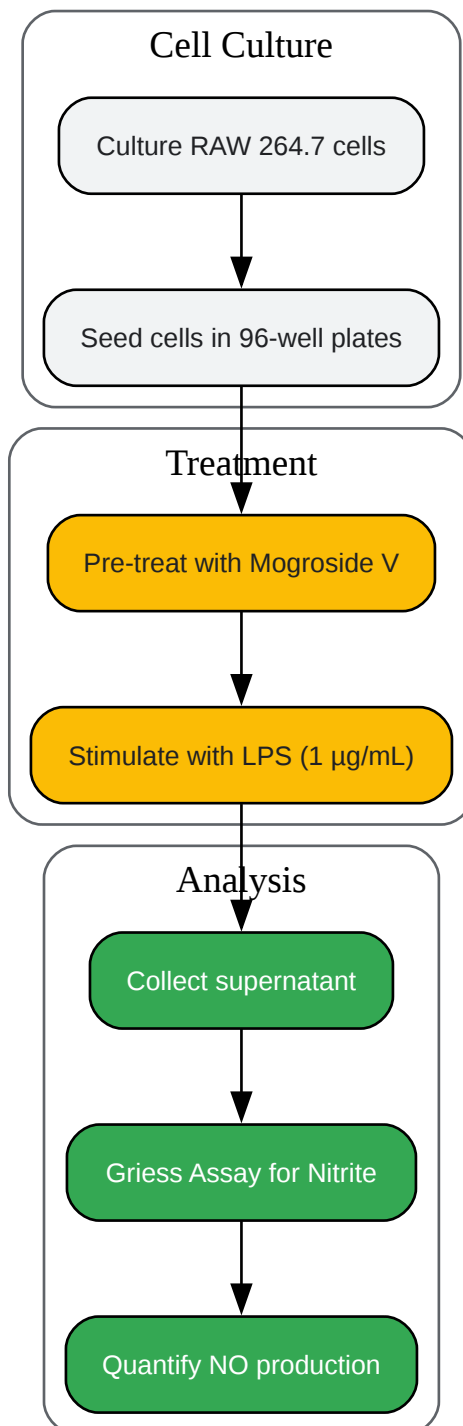 Cell Culture
Culture RAW 264.7 cells
Seed cells in 96-well plates
Treatment
Pre-treat with Mogroside V
Stimulate with LPS (1 µg/mL)
Analysis
Collect supernatant
Griess Assay for Nitrite
Quantify NO production